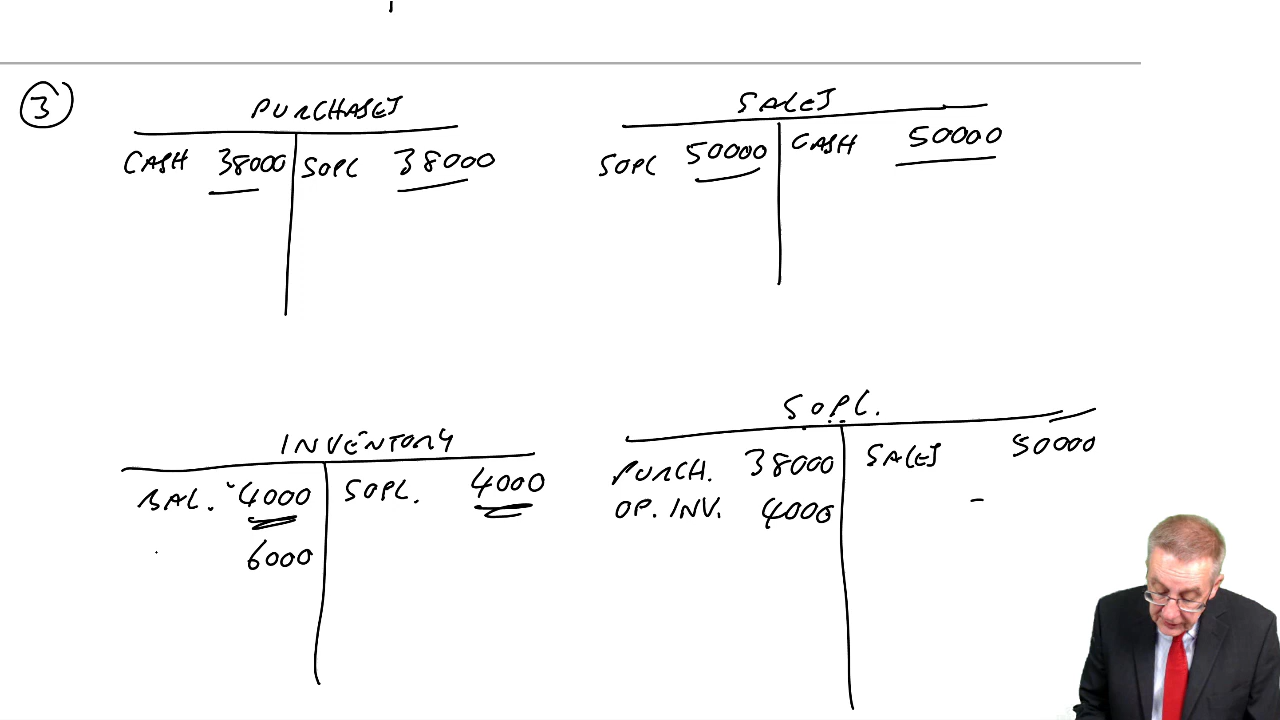 3
PURCHASES
CASH 38000 SOPL 38000
SALES
SOPL 50000 CASH 50000
INVENTORY
BAL. 4000 SOPL. 4000
6000
S.O.P.L.
PURCH. 38000 SALES 50000
OP. INV. 4000